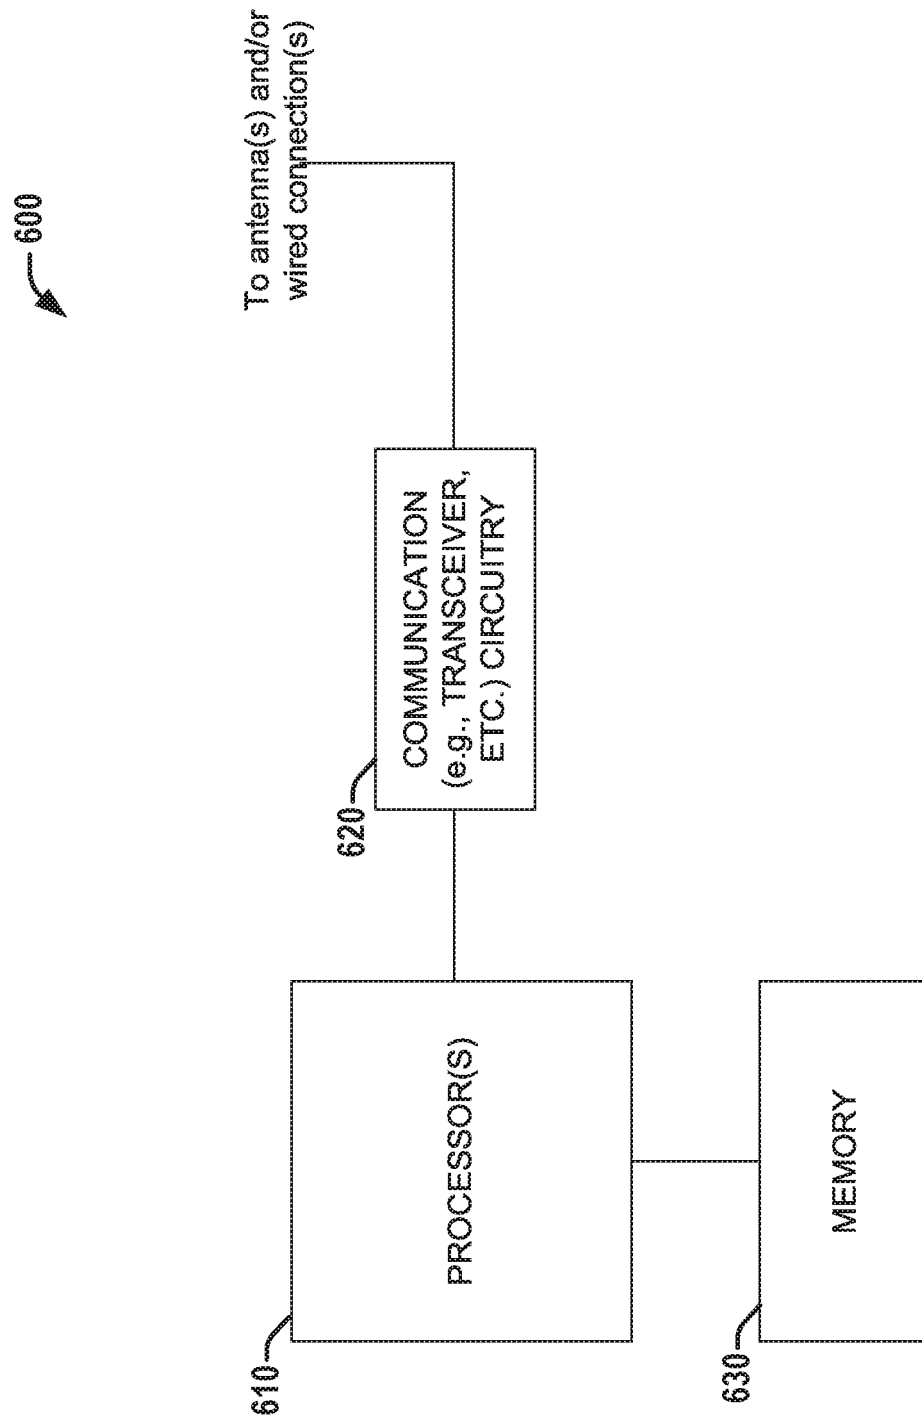 600
To antenna(s) and/or
wired connection(s)
620
COMMUNICATION
(e.g., TRANSCEIVER,
ETC.) CIRCUITRY
610
PROCESSOR(S)
630
MEMORY